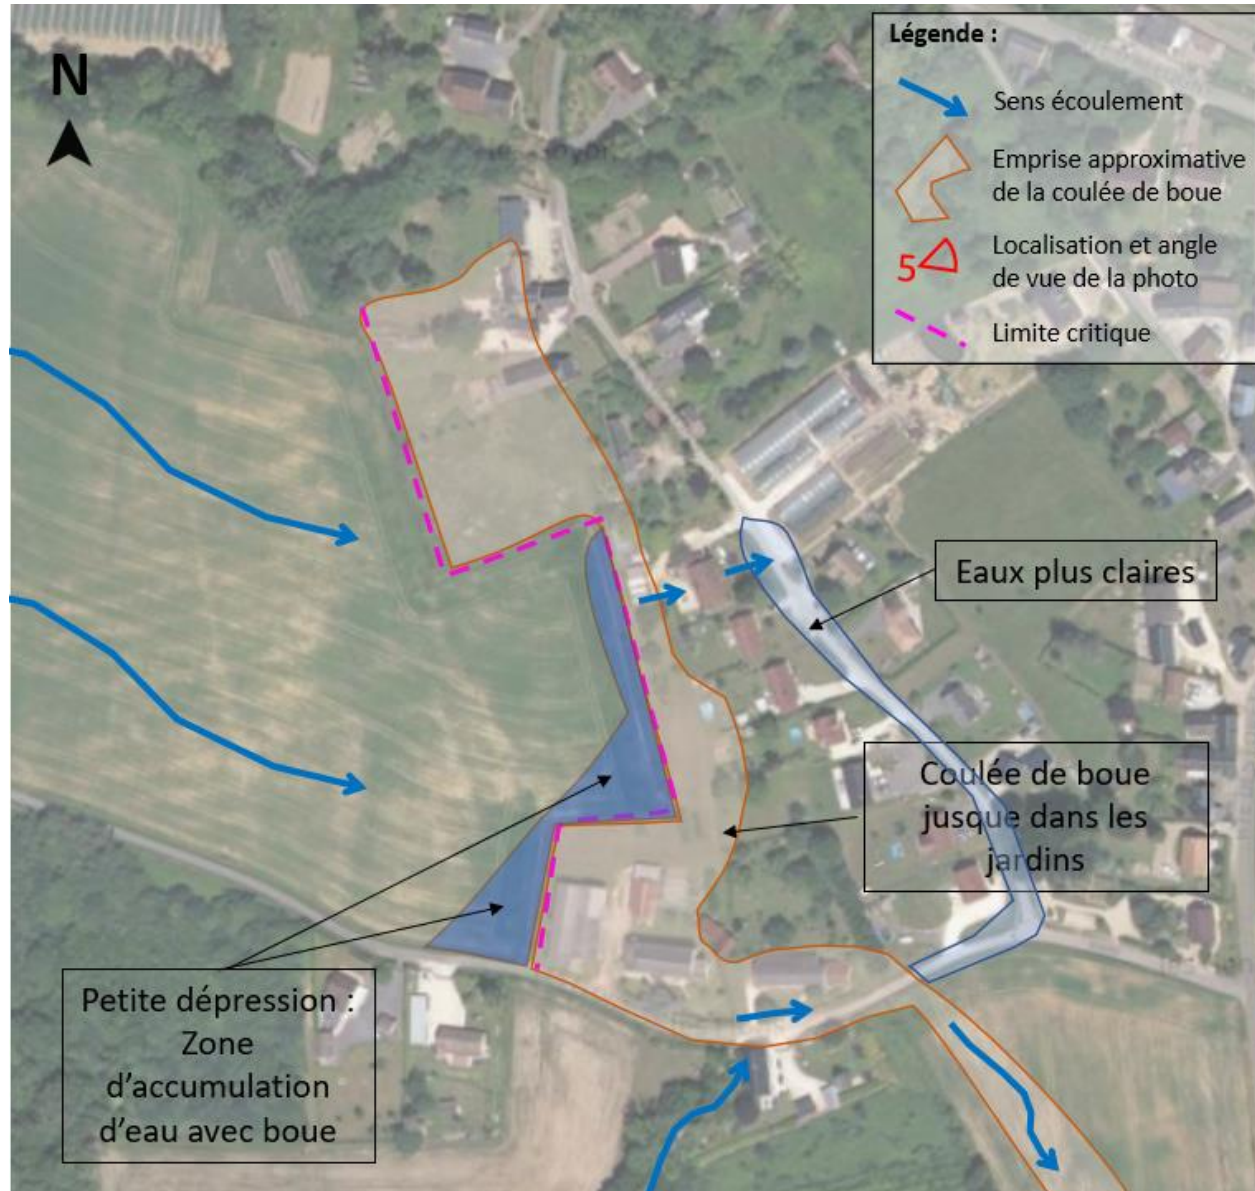 N
Légende :
Sens écoulement
Emprise approximative
de la coulée de boue
5
Localisation et angle
de vue de la photo
Limite critique
Eaux plus claires
Coulée de boue
jusque dans les
jardins
Petite dépression :
Zone
d’accumulation
d’eau avec boue